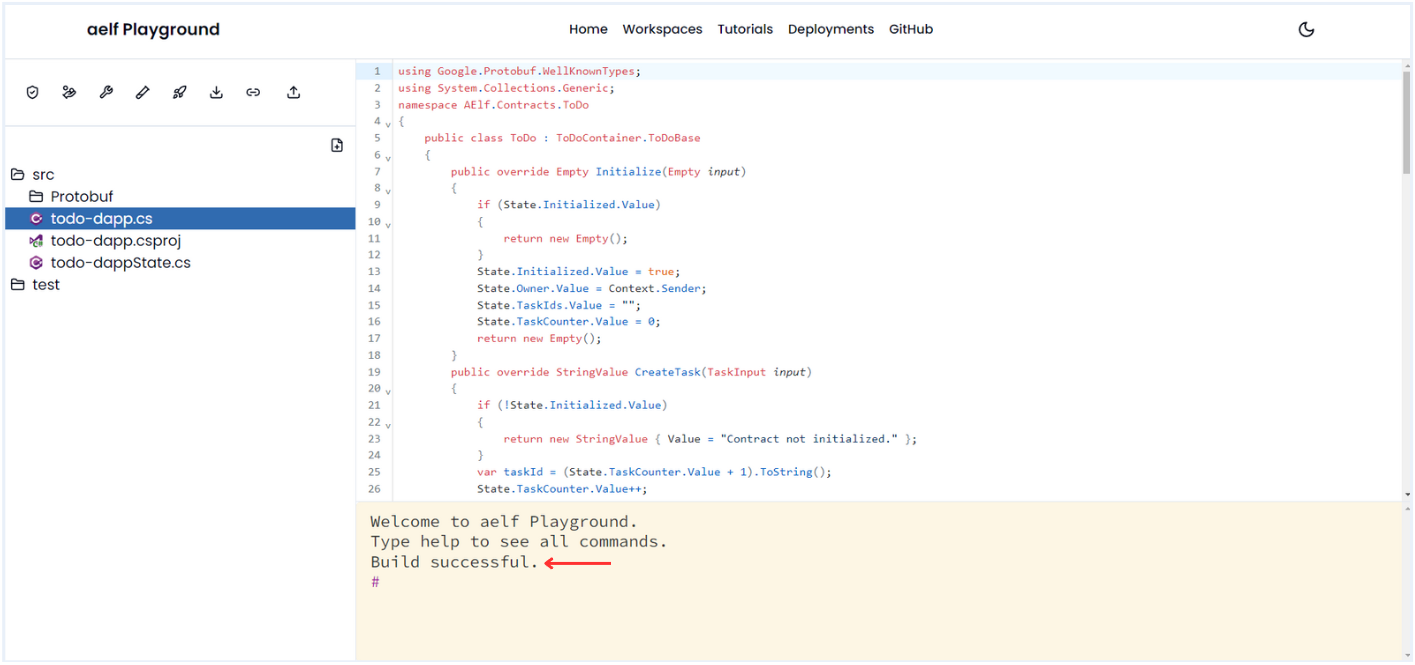 aelf Playground
Home Workspaces Tutorials Deployments GitHub
src
Protobuf
todo-dapp.cs
todo-dapp.csproj
todo-dappState.cs
test
1 using Google.Protobuf.WellKnownTypes;
2 using System.Collections.Generic;
3 namespace AElf.Contracts.ToDo
4 {
5     public class ToDo : ToDoContainer.ToDoBase
6     {
7         public override Empty Initialize(Empty input)
8         {
9             if (State.Initialized.Value)
10             {
11                 return new Empty();
12             }
13             State.Initialized.Value = true;
14             State.Owner.Value = Context.Sender;
15             State.TaskIds.Value = "";
16             State.TaskCounter.Value = 0;
17             return new Empty();
18         }
19         public override StringValue CreateTask(TaskInput input)
20         {
21             if (!State.Initialized.Value)
22             {
23                 return new StringValue { Value = "Contract not initialized." };
24             }
25             var taskId = (State.TaskCounter.Value + 1).ToString();
26             State.TaskCounter.Value++;
Welcome to aelf Playground.
Type help to see all commands.
Build successful.
#